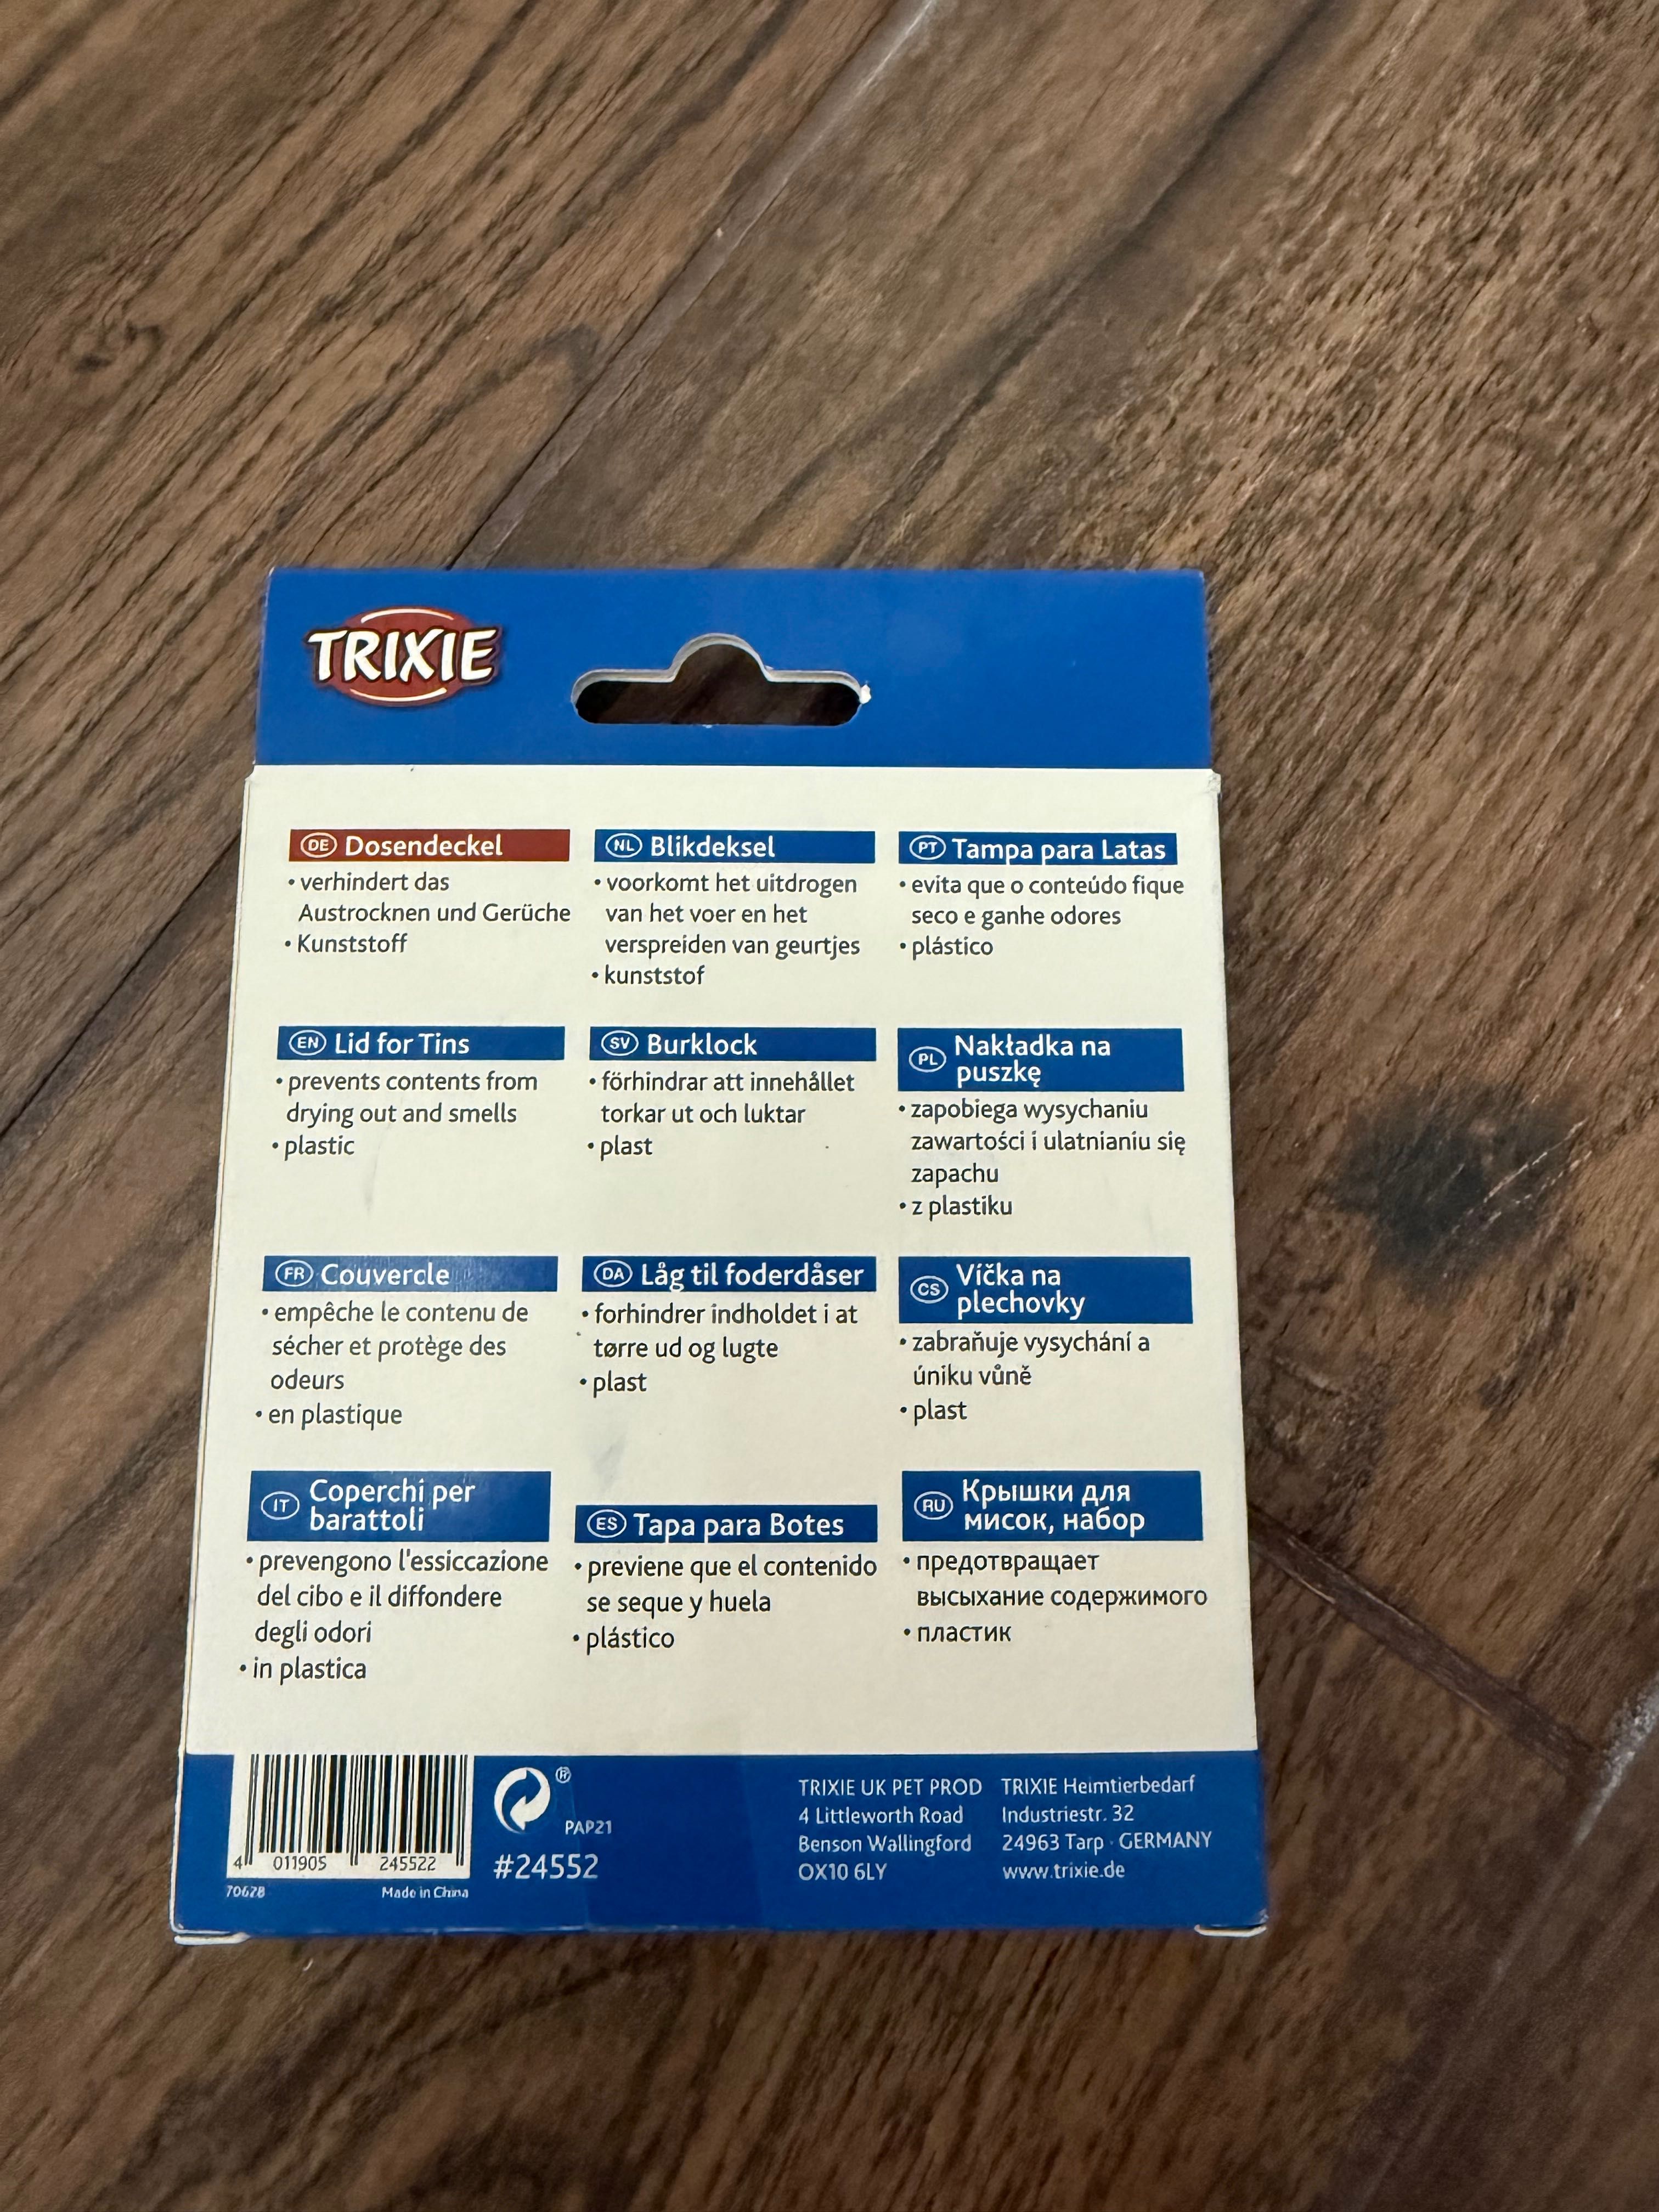 TRIXIE
DE Dosendeckel
• verhindert das
Austrocknen und Gerüche
• Kunststoff
NL Blikdeksel
• voorkomt het uitdrogen
van het voer en het
verspreiden van geurtjes
• kunststof
PT Tampa para Latas
• evita que o conteúdo fique
seco e ganhe odores
• plástico
EN Lid for Tins
• prevents contents from
drying out and smells
• plastic
SV Burklock
• förhindrar att innehållet
torkar ut och luktar
• plast
PL Nakładka na
puszkę
• zapobiega wysychaniu
zawartości i ulatnianiu się
zapachu
• z plastiku
FR Couvercle
• empêche le contenu de
sécher et protège des
odeurs
• en plastique
DA Låg til foderdåser
• forhindrer indholdet i at
tørre ud og lugte
• plast
CS Víčka na
plechovky
• zabraňuje vysychání a
úniku vůně
• plast
IT Coperchi per
barattoli
• prevengono l'essiccazione
del cibo e il diffondere
degli odori
• in plastica
ES Tapa para Botes
• previene que el contenido
se seque y huela
• plástico
RU Крышки для
мисок, набор
• предотвращает
высыхание содержимого
• пластик
4 011905 245522
70628 Made in China
®
PAP21
#24552
TRIXIE UK PET PROD
4 Littleworth Road
Benson Wallingford
OX10 6LY
TRIXIE Heimtierbedarf
Industriestr. 32
24963 Tarp · GERMANY
www.trixie.de